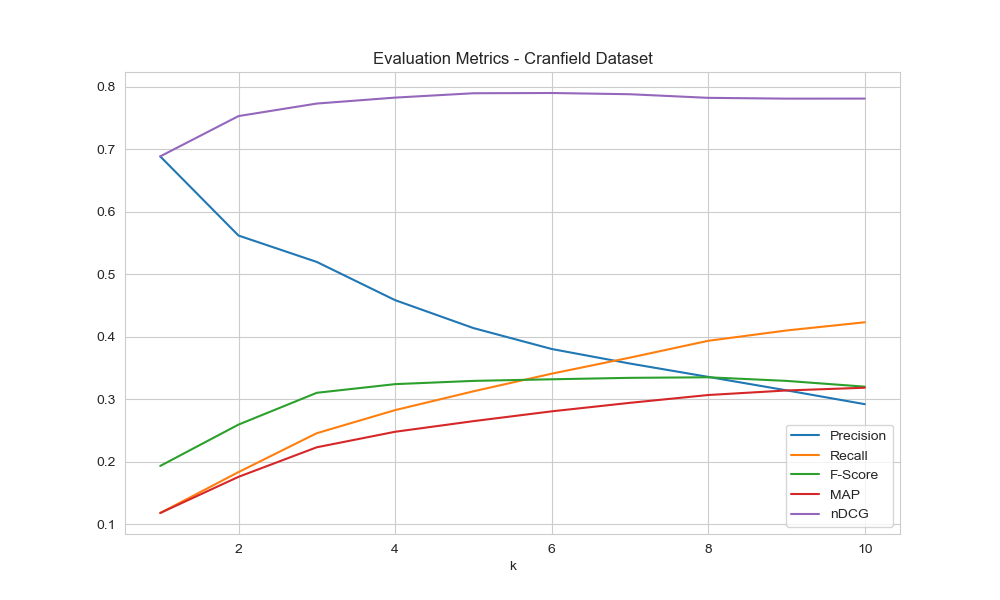 Evaluation Metrics - Cranfield Dataset
0.8
0.7
0.6
0.5
0.4
0.3
0.2
0.1
2 4 6 8 10
k
Precision
Recall
F-Score
MAP
nDCG